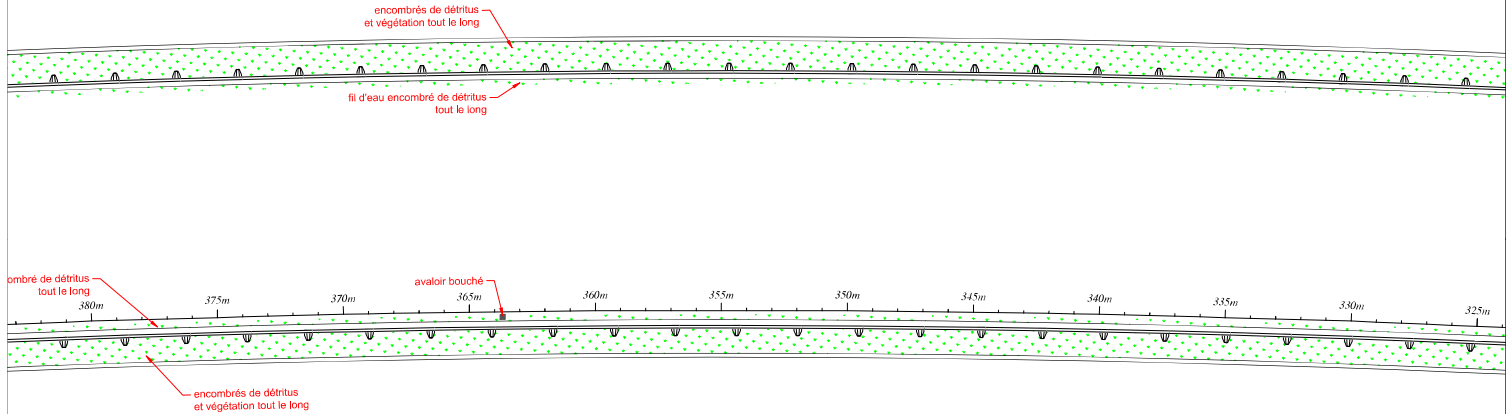 encombrés de détritus
et végétation tout le long
fil d'eau encombré de détritus
tout le long
ombré de détritus
tout le long
avaloir bouché
380m
375m
370m
365m
360m
355m
350m
345m
340m
335m
330m
325m
encombrés de détritus
et végétation tout le long